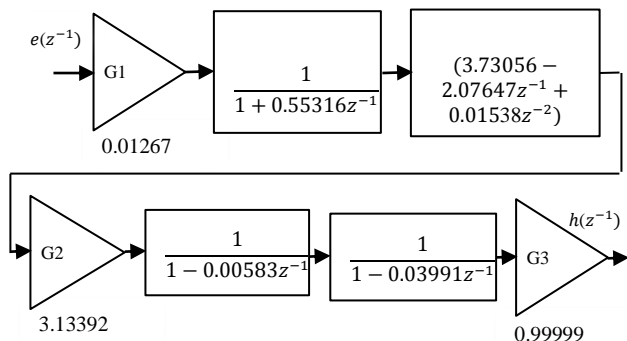 e(z⁻¹)
G1
0.01267
1
1 + 0.55316z⁻¹
(3.73056 −
2.07647z⁻¹ +
0.01538z⁻²)
G2
3.13392
1
1 − 0.00583z⁻¹
1
1 − 0.03991z⁻¹
G3
h(z⁻¹)
0.99999